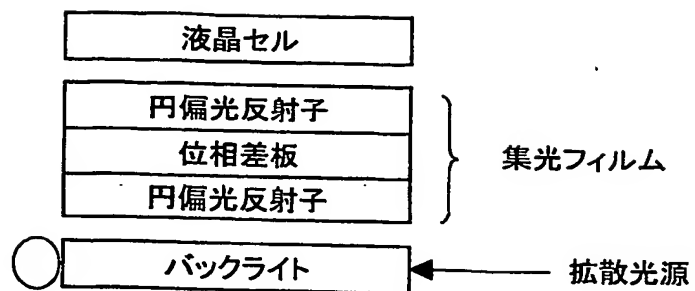 液晶セル
円偏光反射子
位相差板
円偏光反射子
集光フィルム
バックライト
拡散光源